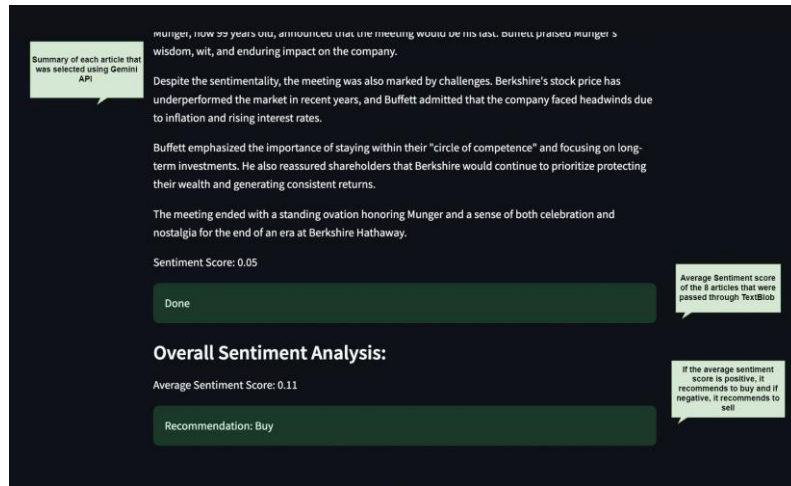 Munger, now 99 years old, announced that the meeting would be his last. Buffett praised Munger's
wisdom, wit, and enduring impact on the company.
Summary of each article that
was selected using Gemini
API
Despite the sentimentality, the meeting was also marked by challenges. Berkshire's stock price has
underperformed the market in recent years, and Buffett admitted that the company faced headwinds due
to inflation and rising interest rates.
Buffett emphasized the importance of staying within their "circle of competence" and focusing on long-
term investments. He also reassured shareholders that Berkshire would continue to prioritize protecting
their wealth and generating consistent returns.
The meeting ended with a standing ovation honoring Munger and a sense of both celebration and
nostalgia for the end of an era at Berkshire Hathaway.
Sentiment Score: 0.05
Average Sentiment score
of the 8 articles that were
passed through TextBlob
Done
Overall Sentiment Analysis:
Average Sentiment Score: 0.11
If the average sentiment
score is positive, it
recommends to buy and if
negative, it recommends to
sell
Recommendation: Buy